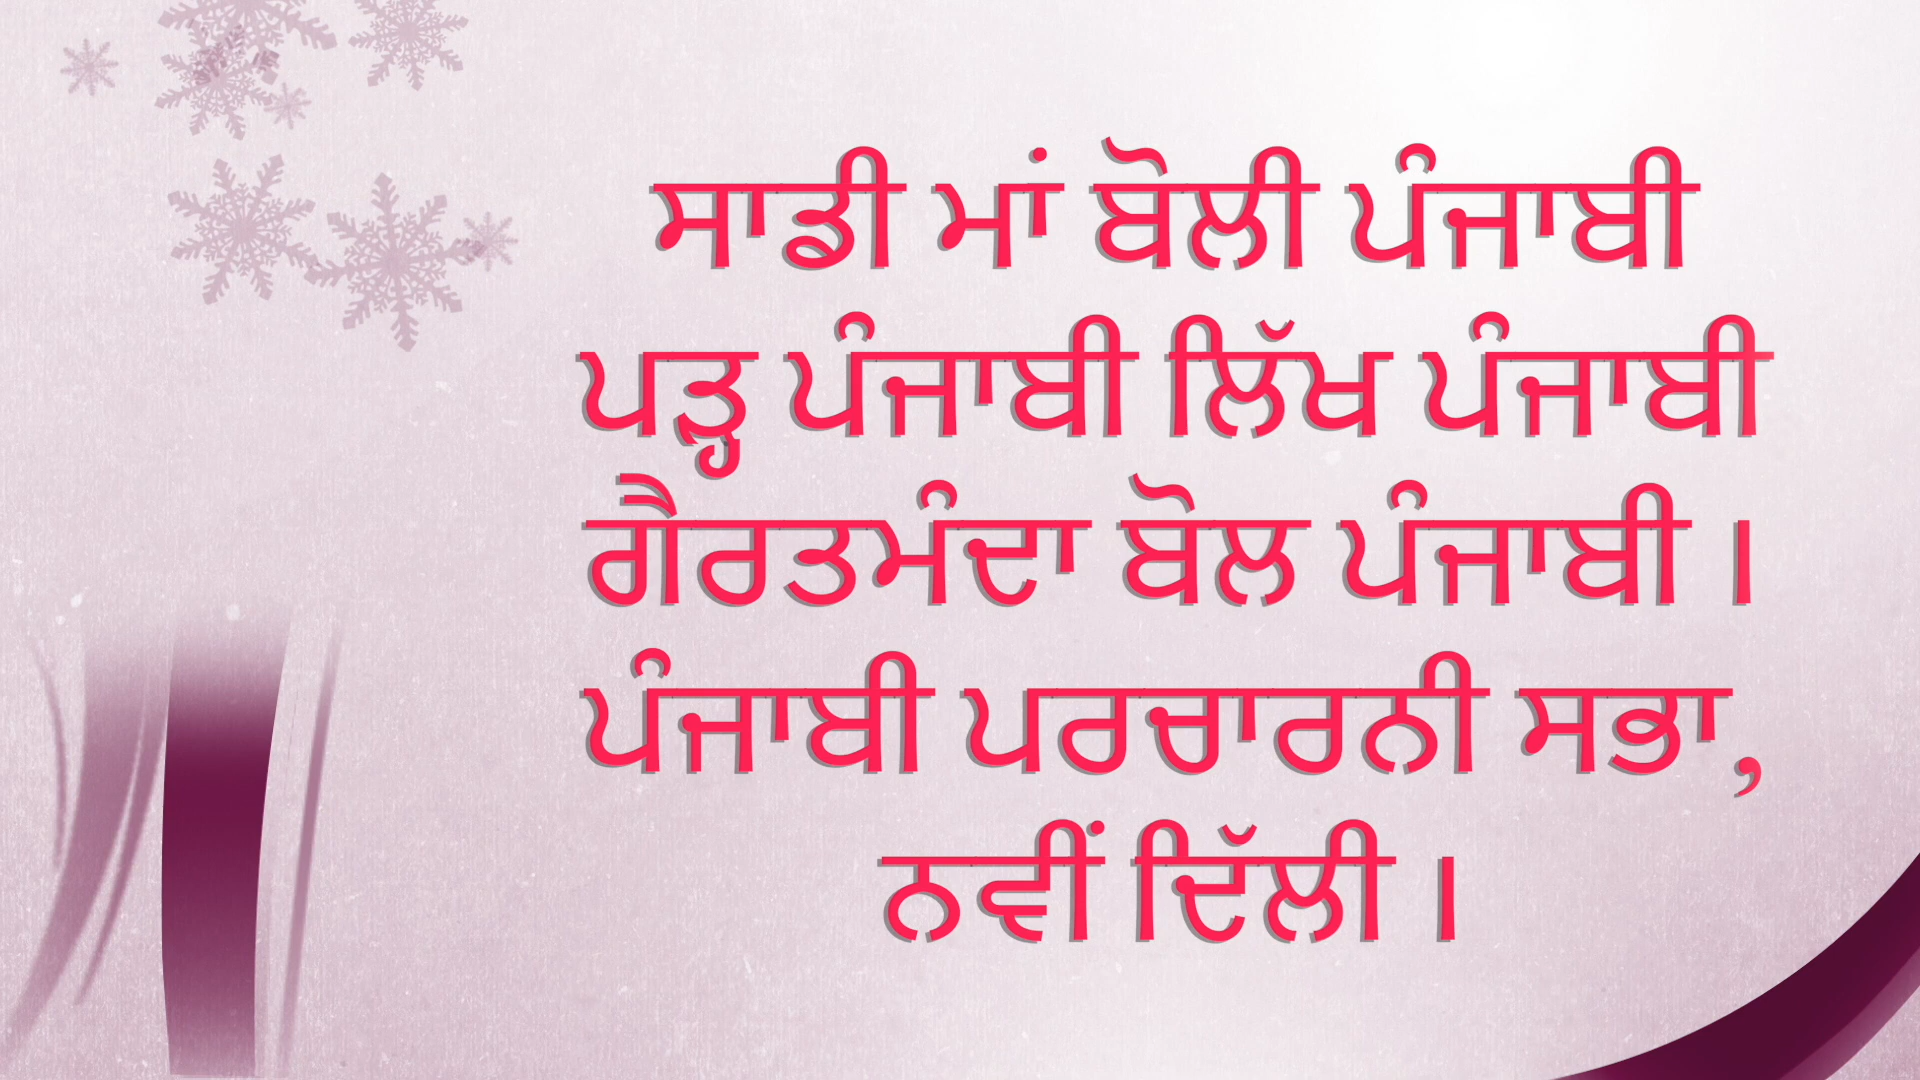 ਸਾਡੀ ਮਾਂ ਬੋਲੀ ਪੰਜਾਬੀ
ਪੜ੍ਹ ਪੰਜਾਬੀ ਲਿੱਖ ਪੰਜਾਬੀ
ਗੈਰਤਮੰਦਾ ਬੋਲ ਪੰਜਾਬੀ ।
ਪੰਜਾਬੀ ਪਰਚਾਰਨੀ ਸਭਾ,
ਨਵੀਂ ਦਿੱਲੀ ।